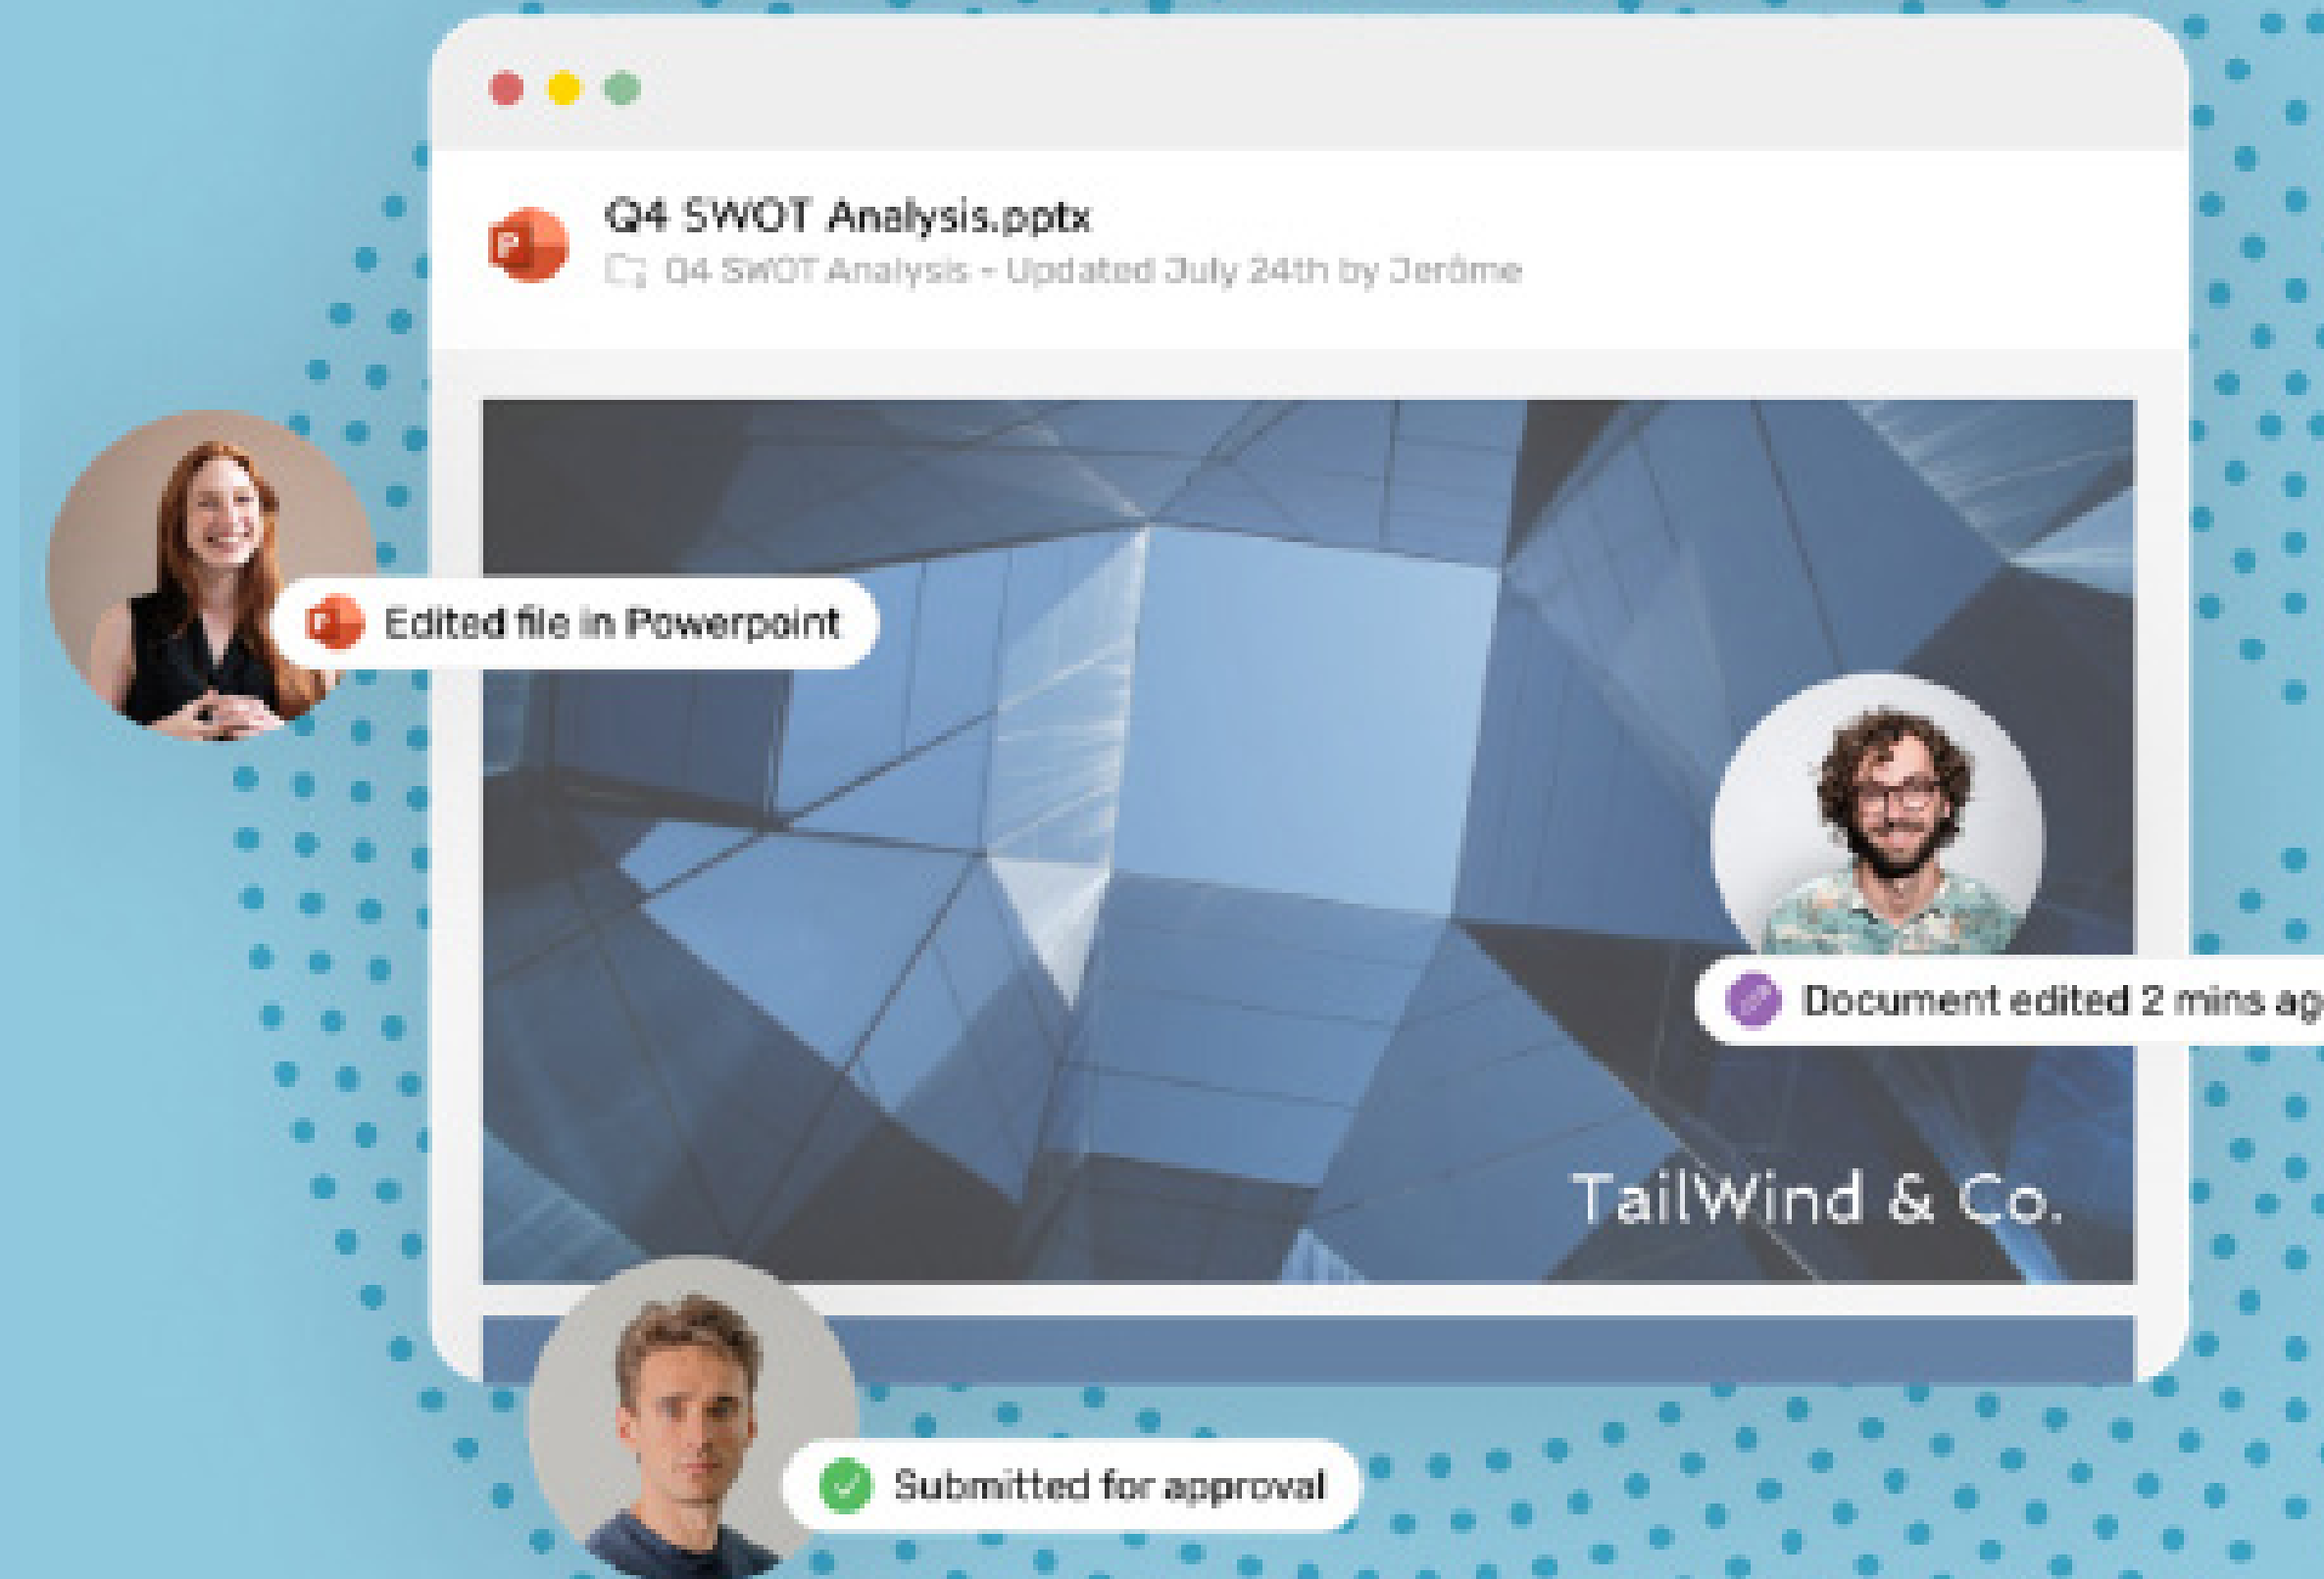 Q4 SWOT Analysis.pptx
Q4 SWOT Analysis - Updated July 24th by Jerôme
Edited file in Powerpoint
Document edited 2 mins ag
TailWind & Co.
Submitted for approval